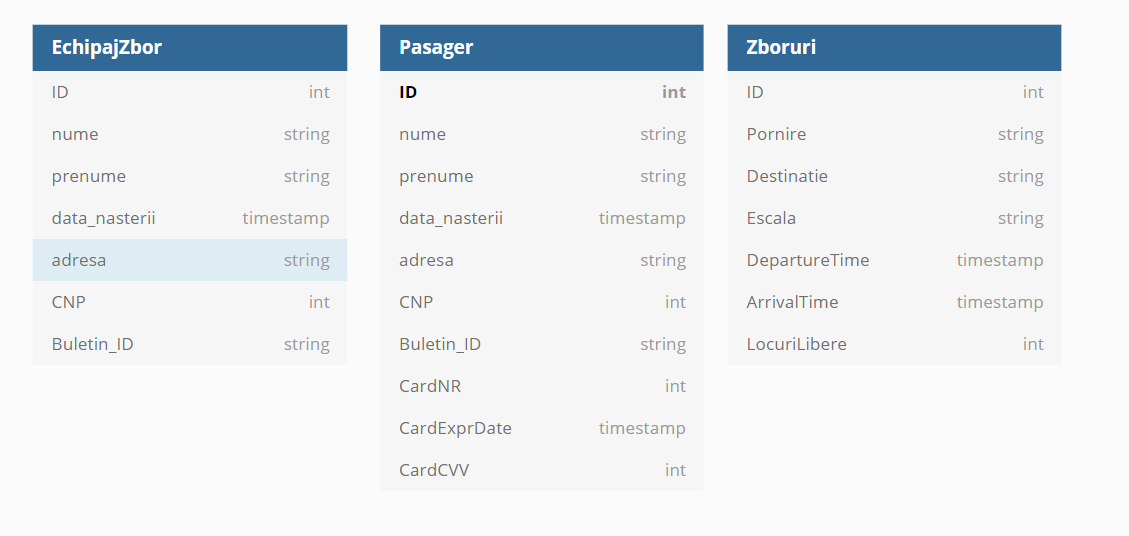 EchipajZbor
ID int
nume string
prenume string
data_nasterii timestamp
adresa string
CNP int
Buletin_ID string
Pasager
ID int
nume string
prenume string
data_nasterii timestamp
adresa string
CNP int
Buletin_ID string
CardNR int
CardExprDate timestamp
CardCVV int
Zboruri
ID int
Pornire string
Destinatie string
Escala string
DepartureTime timestamp
ArrivalTime timestamp
LocuriLibere int